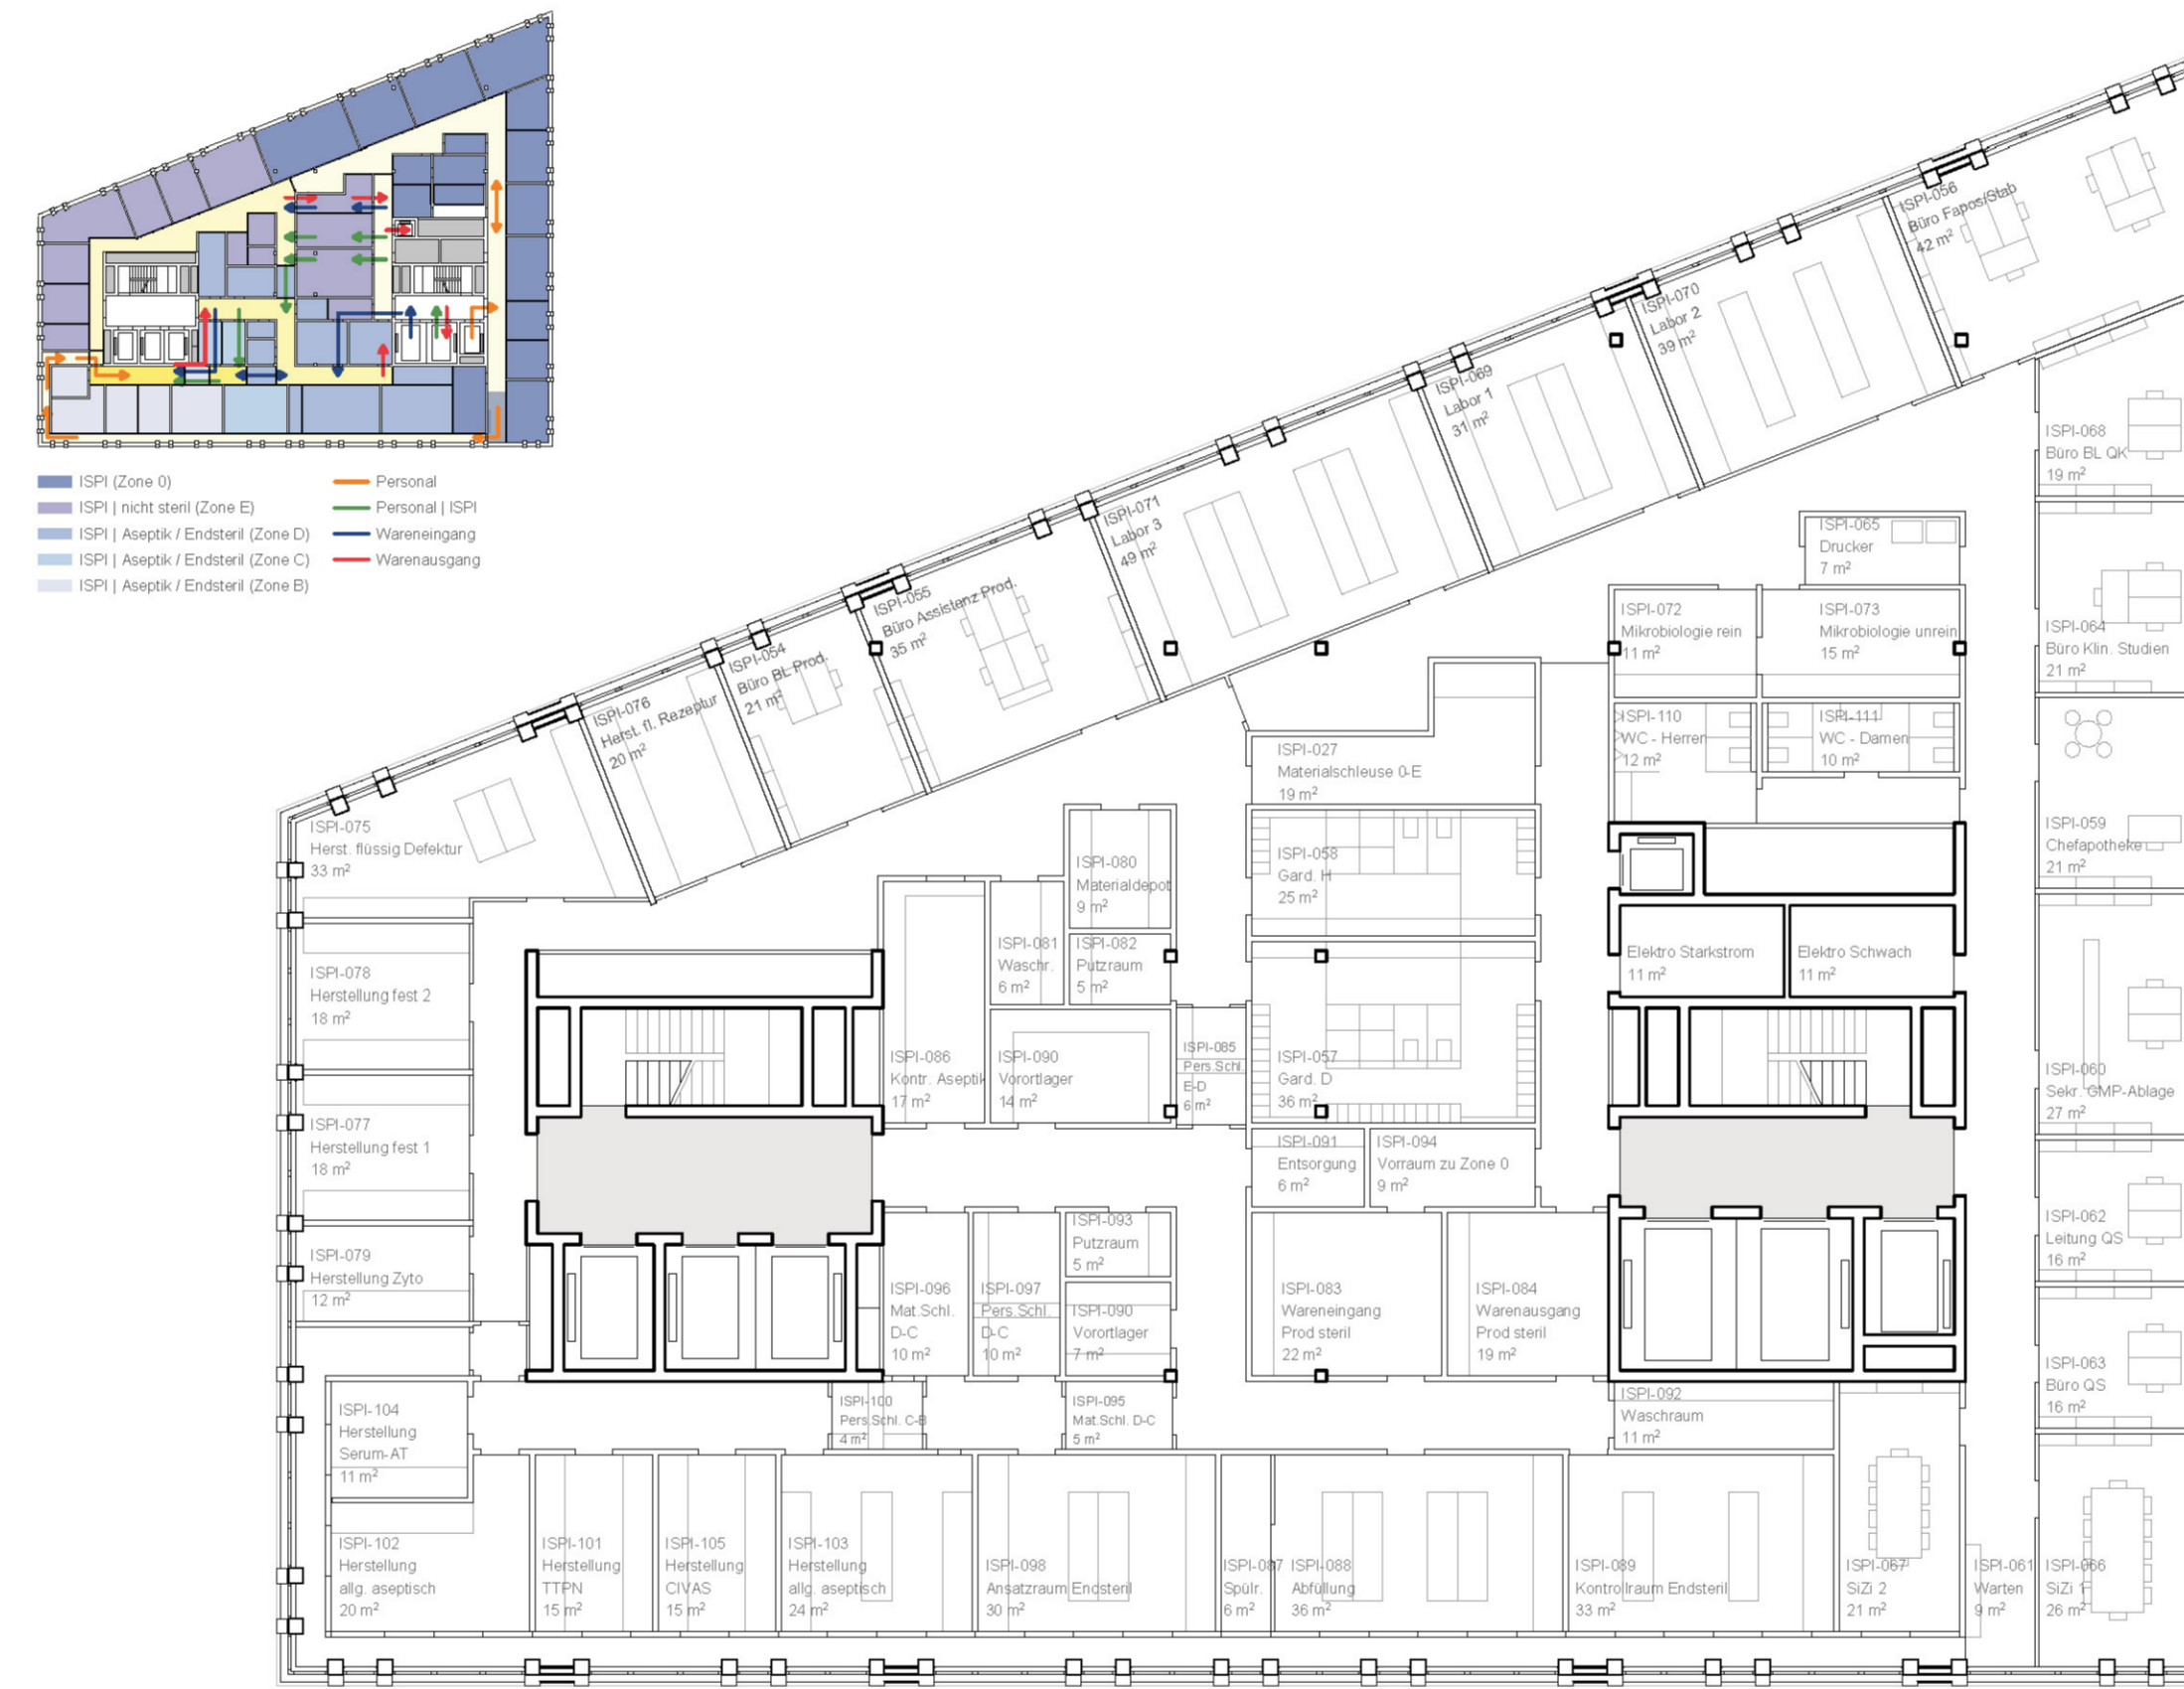 ISPI (Zone 0)
ISPI | nicht steril (Zone E)
ISPI | Aseptik / Endsteril (Zone D)
ISPI | Aseptik / Endsteril (Zone C)
ISPI | Aseptik / Endsteril (Zone B)
Personal
Personal | ISPI
Wareneingang
Warenausgang
ISPI-056
Büro Fapos/Stab
42 m²
ISPI-070
Labor 2
39 m²
ISPI-069
Labor 1
31 m²
ISPI-071
Labor 3
49 m²
ISPI-055
Büro Assistenz Prod.
35 m²
ISPI-054
Büro BL Prod.
21 m²
ISPI-076
Herst. fl. Rezeptur
20 m²
ISPI-075
Herst. flüssig Defektur
33 m²
ISPI-068
Büro BL QK
19 m²
ISPI-065
Drucker
7 m²
ISPI-072
Mikrobiologie rein
11 m²
ISPI-073
Mikrobiologie unrein
15 m²
ISPI-064
Büro Klin. Studien
21 m²
ISPI-110
WC - Herren
12 m²
ISPI-111
WC - Damen
10 m²
ISPI-027
Materialschleuse 0-E
19 m²
ISPI-059
Chefapotheke
21 m²
ISPI-058
Gard. H
25 m²
ISPI-080
Materialdepot
9 m²
ISPI-081
Waschr.
6 m²
ISPI-082
Putzraum
5 m²
Elektro Starkstrom
11 m²
Elektro Schwach
11 m²
ISPI-078
Herstellung fest 2
18 m²
ISPI-086
Kontr. Aseptik
17 m²
ISPI-090
Vorortlager
14 m²
ISPI-085
Pers.Schl.
E-D
6 m²
ISPI-057
Gard. D
36 m²
ISPI-060
Sekr. GMP-Ablage
27 m²
ISPI-077
Herstellung fest 1
18 m²
ISPI-091
Entsorgung
6 m²
ISPI-094
Vorraum zu Zone 0
9 m²
ISPI-079
Herstellung Zyto
12 m²
ISPI-093
Putzraum
5 m²
ISPI-062
Leitung QS
16 m²
ISPI-096
Mat.Schl.
D-C
10 m²
ISPI-097
Pers.Schl.
D-C
10 m²
ISPI-090
Vorortlager
7 m²
ISPI-083
Wareneingang
Prod steril
22 m²
ISPI-084
Warenausgang
Prod steril
19 m²
ISPI-063
Büro QS
16 m²
ISPI-104
Herstellung
Serum-AT
11 m²
ISPI-100
Pers.Schl. C-B
4 m²
ISPI-095
Mat.Schl. D-C
5 m²
ISPI-092
Waschraum
11 m²
ISPI-102
Herstellung
allg. aseptisch
20 m²
ISPI-101
Herstellung
TTPN
15 m²
ISPI-105
Herstellung
CIVAS
15 m²
ISPI-103
Herstellung
allg. aseptisch
24 m²
ISPI-098
Ansatzraum Endsteril
30 m²
ISPI-087
Spülr.
6 m²
ISPI-088
Abfüllung
36 m²
ISPI-089
Kontrollraum Endsteril
33 m²
ISPI-067
SiZi 2
21 m²
ISPI-061
Warten
9 m²
ISPI-066
SiZi 1
26 m²